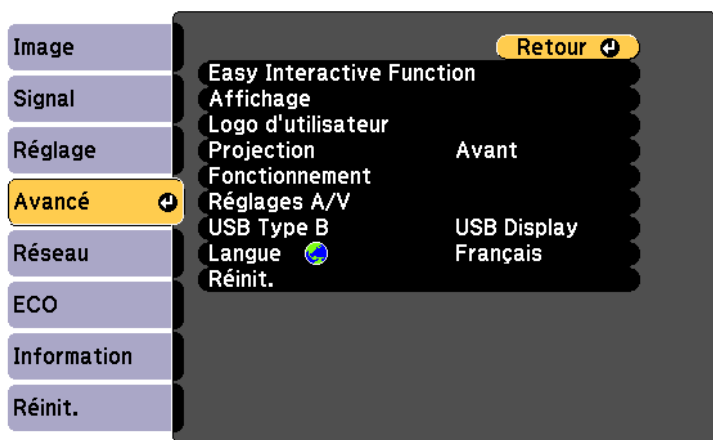 Image
Signal
Réglage
Avancé
Réseau
ECO
Information
Réinit.
Retour
Easy Interactive Function
Affichage
Logo d'utilisateur
Projection Avant
Fonctionnement
Réglages A/V
USB Type B USB Display
Langue Français
Réinit.